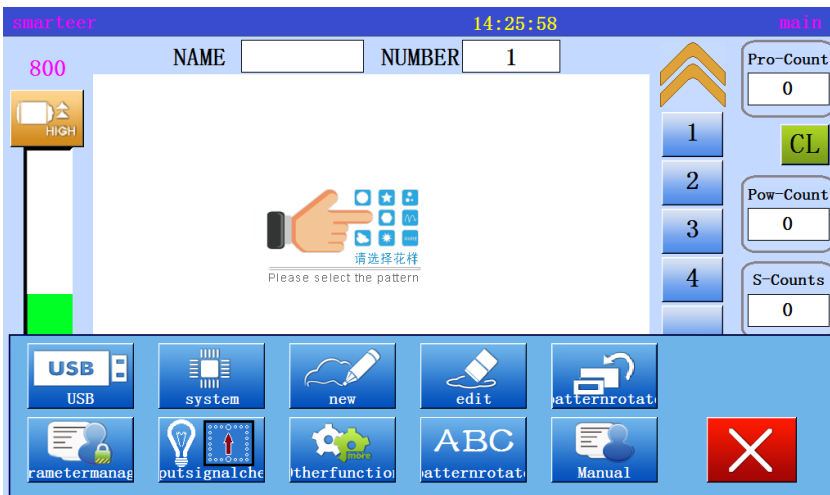 smarteer 14:25:58 main
800 NAME NUMBER 1 Pro-Count
0
HIGH
1 CL
2 Pow-Count
3 0
请选择花样
Please select the pattern
4 S-Counts
0
USB
USB system new edit patternrotat
more
ABC
rametermanag putsignalche therfunction patternrotat Manual